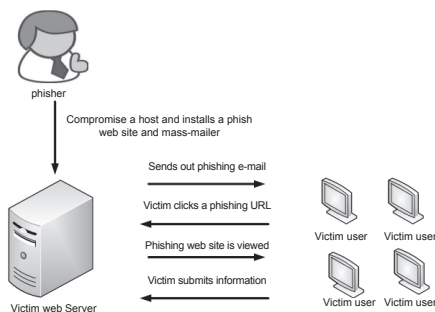 phisher
Compromise a host and installs a phish
web site and mass-mailer
Sends out phishing e-mail
Victim clicks a phishing URL
Phishing web site is viewed
Victim submits information
Victim user Victim user
Victim user Victim user
Victim web Server